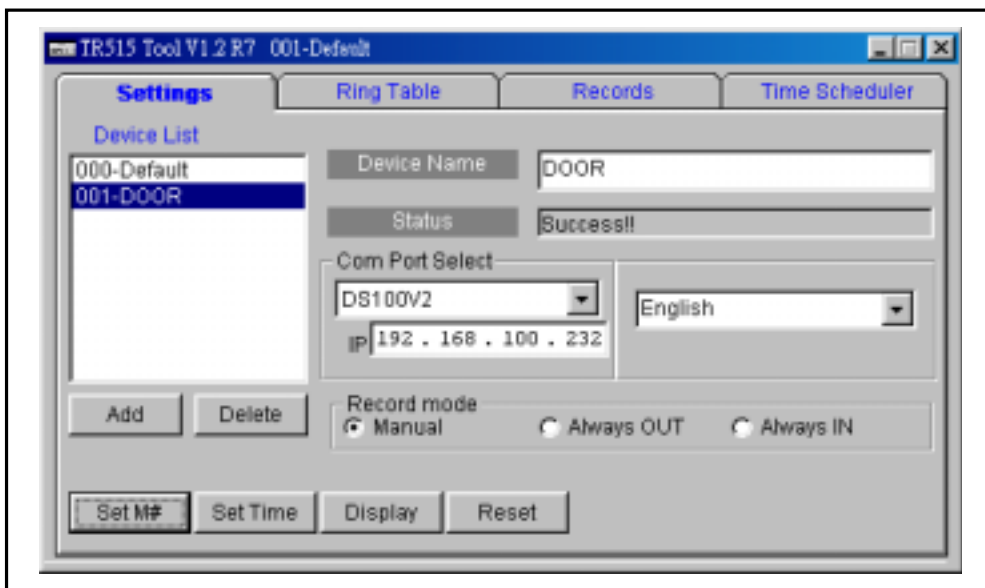 TR515 Tool V1.2 R7 001-Default
Settings
Ring Table
Records
Time Scheduler
Device List
000-Default
001-DOOR
Device Name
DOOR
Status
Success!!
Com Port Select
DS100V2
IP 192 . 168 . 100 . 232
English
Add
Delete
Record mode
Manual
Always OUT
Always IN
Set M#
Set Time
Display
Reset